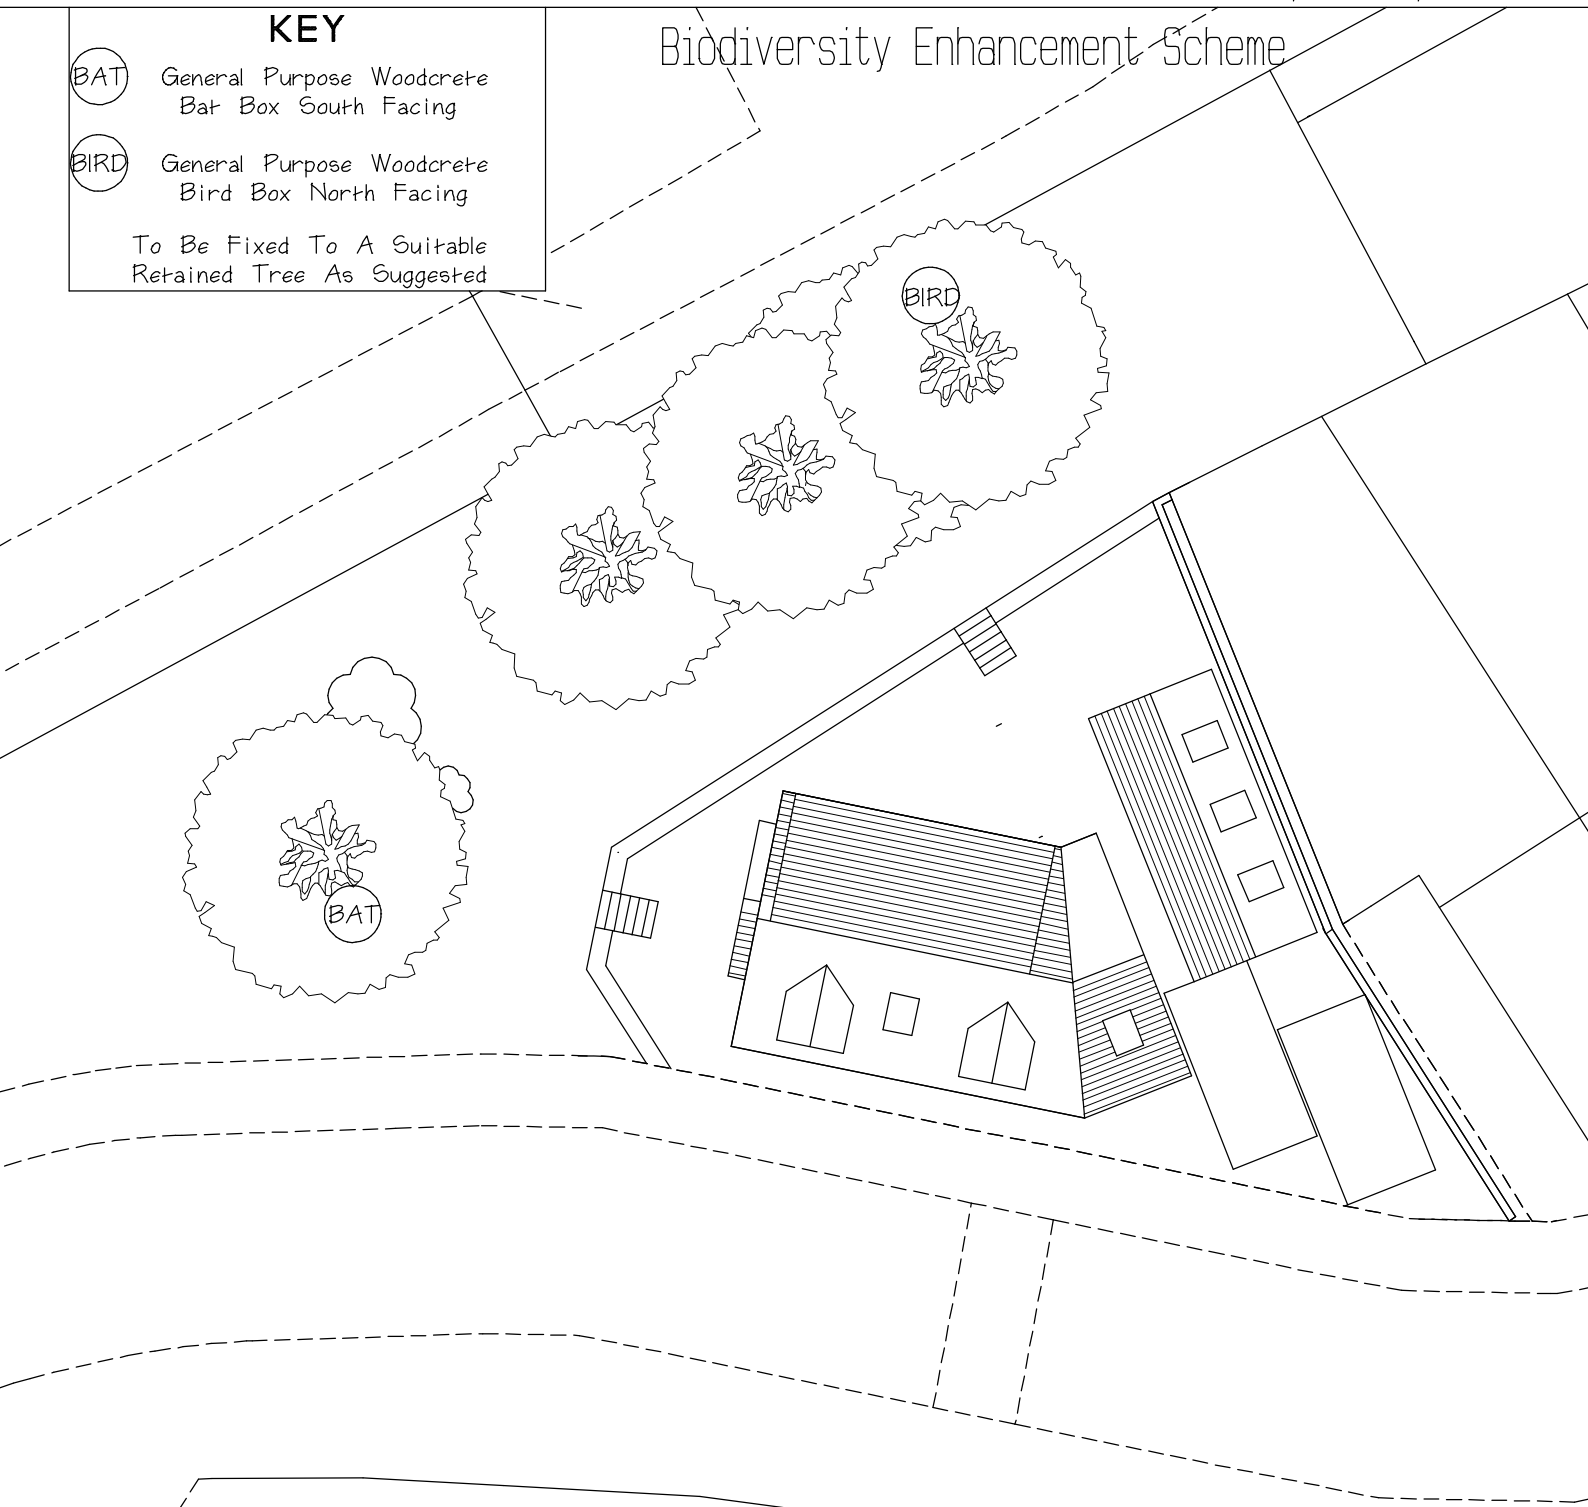 KEY
BAT
General Purpose Woodcrete
Bat Box South Facing
BIRD
General Purpose Woodcrete
Bird Box North Facing
To Be Fixed To A Suitable
Retained Tree As Suggested
Biodiversity Enhancement Scheme
BIRD
BAT